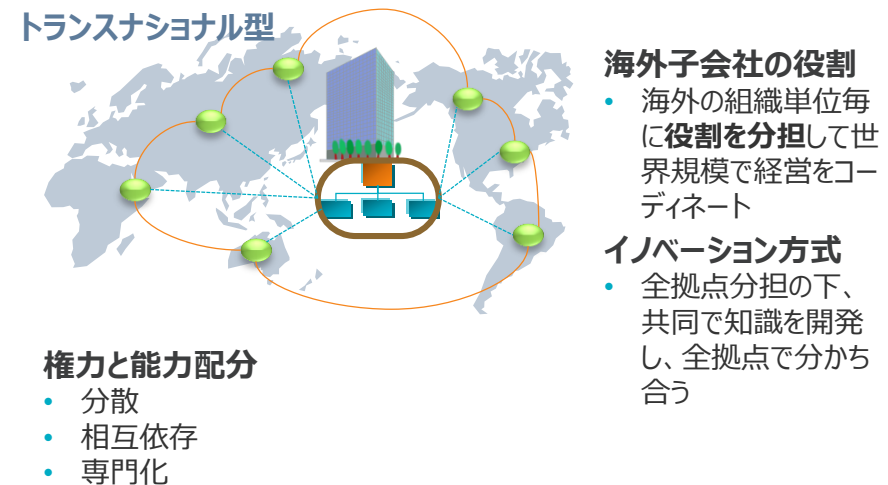 トランスナショナル型
海外子会社の役割
• 海外の組織単位毎
に役割を分担して世
界規模で経営をコー
ディネート
イノベーション方式
• 全拠点分担の下、
共同で知識を開発
し、全拠点で分かち
合う
権力と能力配分
• 分散
• 相互依存
• 専門化